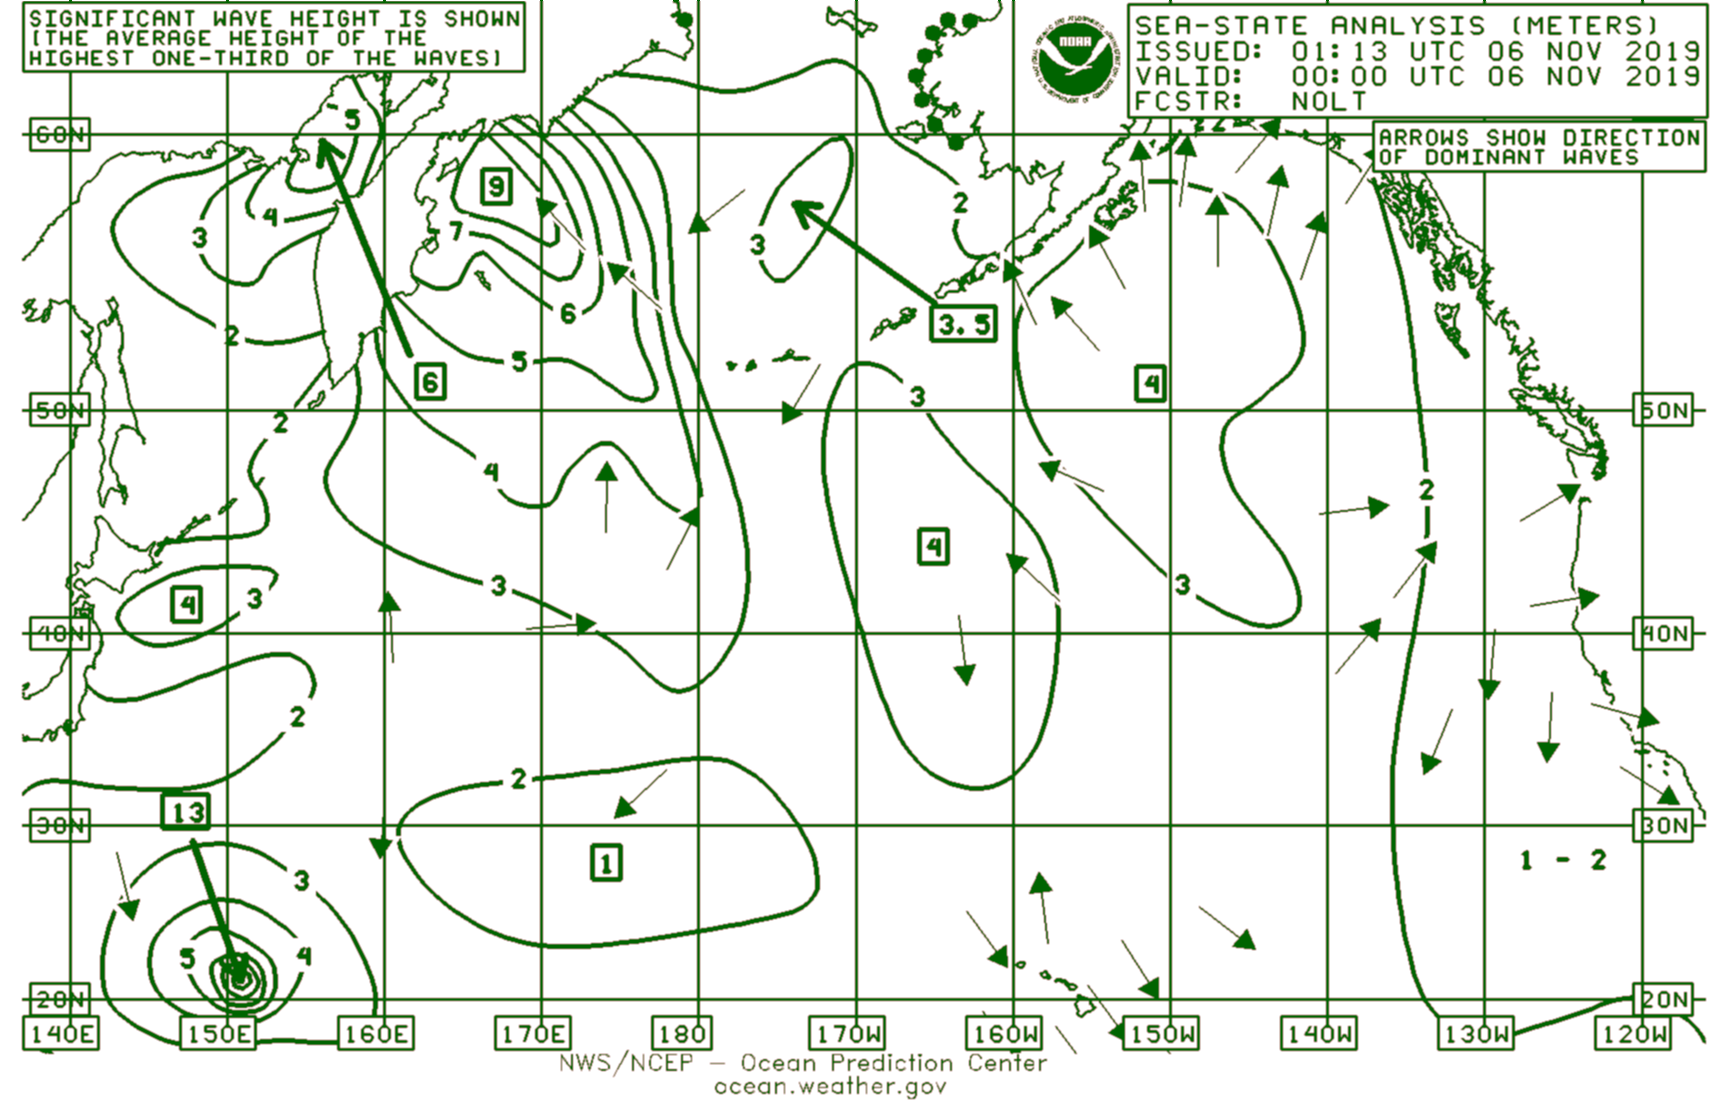 SIGNIFICANT WAVE HEIGHT IS SHOWN
(THE AVERAGE HEIGHT OF THE
HIGHEST ONE-THIRD OF THE WAVES)
NOAA
SEA-STATE ANALYSIS (METERS)
ISSUED: 01:13 UTC 06 NOV 2019
VALID: 00:00 UTC 06 NOV 2019
FCSTR: NOLT
ARROWS SHOW DIRECTION
OF DOMINANT WAVES
5
60N
9
2
4
7
3
3
6
3.5
2
5
6
4
3
50N
50N
2
4
2
4
3
3
4
3
40N
40N
2
2
13
30N
30N
1
1 - 2
3
5
4
20N
20N
140E
150E
160E
170E
180
170W
160W
150W
140W
130W
120W
NWS/NCEP – Ocean Prediction Center
ocean.weather.gov